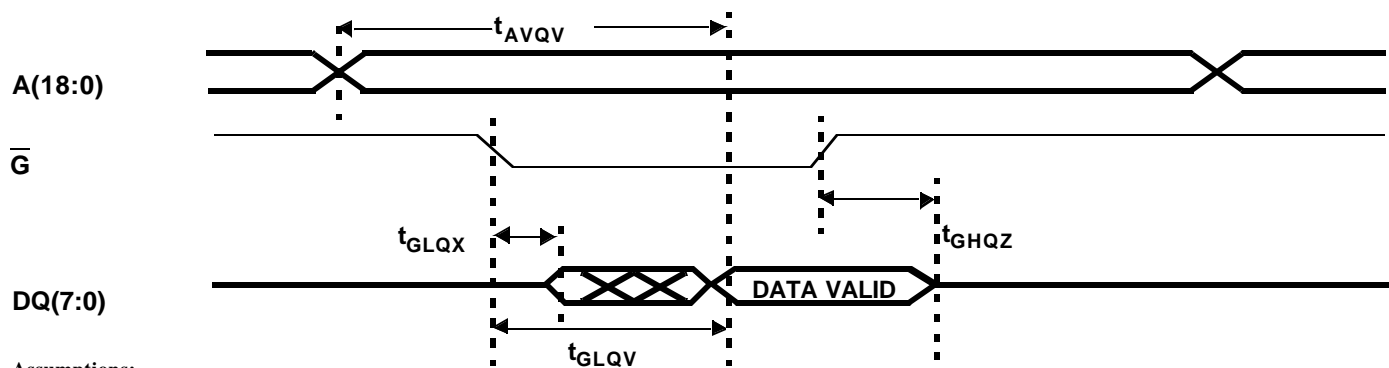 tAVQV
A(18:0)
G
tGLQX
tGHQZ
DQ(7:0)
DATA VALID
tGLQV
Assumptions: